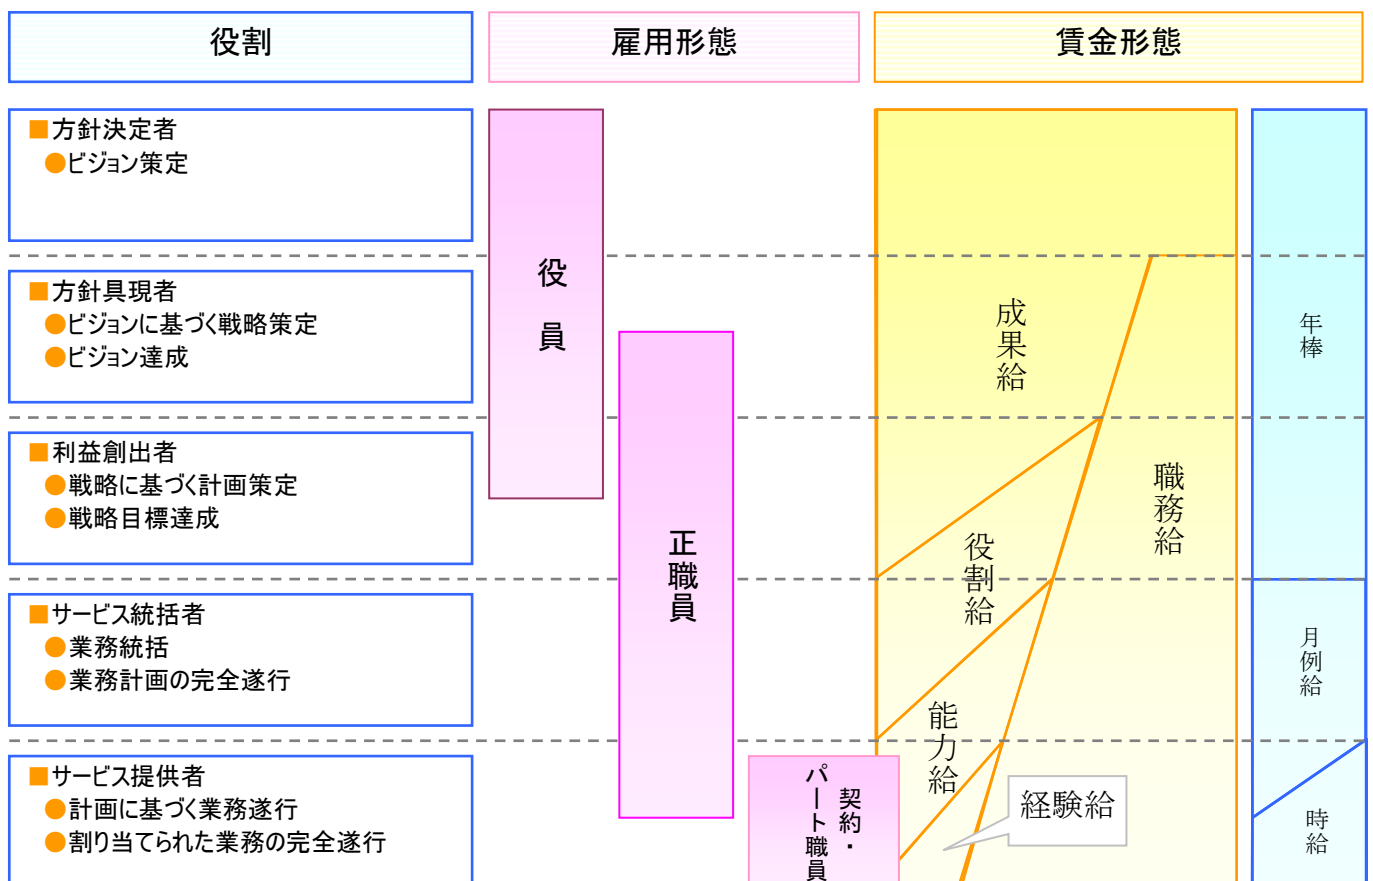 役割
雇用形態
賃金形態
■方針決定者
●ビジョン策定
■方針具現者
●ビジョンに基づく戦略策定
●ビジョン達成
■利益創出者
●戦略に基づく計画策定
●戦略目標達成
■サービス統括者
●業務統括
●業務計画の完全遂行
■サービス提供者
●計画に基づく業務遂行
●割り当てられた業務の完全遂行
役員
正職員
契約・
パート職員
成果給
職務給
役割給
能力給
経験給
年棒
月例給
時給